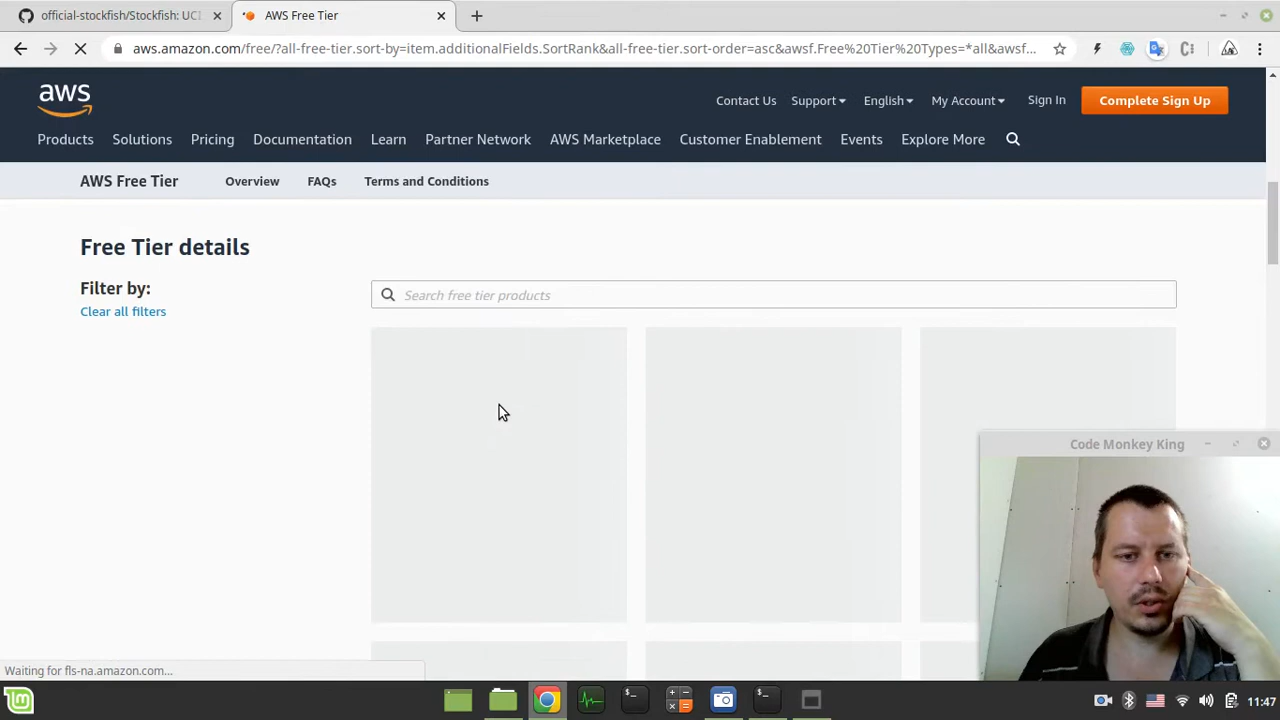 official-stockfish/Stockfish: UCI
AWS Free Tier
aws.amazon.com/free/?all-free-tier.sort-by=item.additionalFields.SortRank&all-free-tier.sort-order=asc&awsf.Free%20Tier%20Types=*all&awsf...
aws
Contact Us Support English My Account Sign In Complete Sign Up
Products Solutions Pricing Documentation Learn Partner Network AWS Marketplace Customer Enablement Events Explore More
AWS Free Tier Overview FAQs Terms and Conditions
Free Tier details
Filter by:
Clear all filters
Search free tier products
Code Monkey King
Waiting for fls-na.amazon.com...
11:47